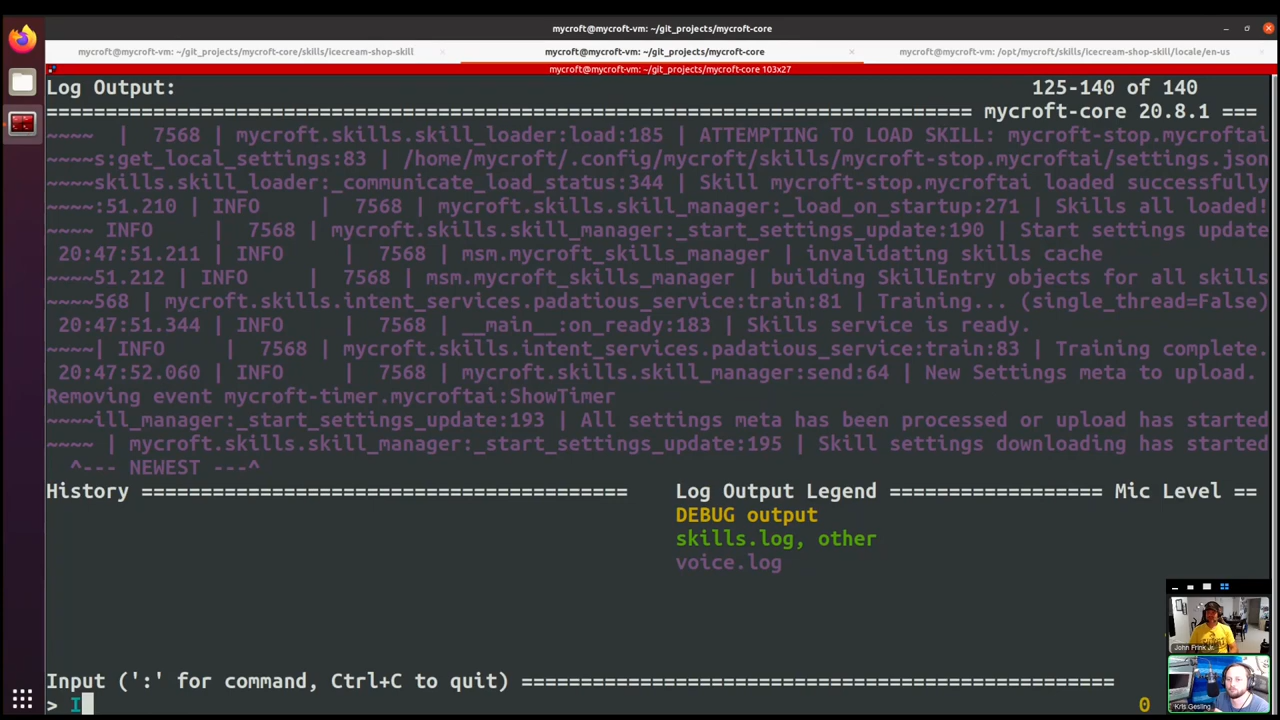 mycroft@mycroft-vm: ~/git_projects/mycroft-core
mycroft@mycroft-vm: ~/git_projects/mycroft-core/skills/icecream-shop-skill
mycroft@mycroft-vm: ~/git_projects/mycroft-core
mycroft@mycroft-vm: /opt/mycroft/skills/icecream-shop-skill/locale/en-us
mycroft@mycroft-vm: ~/git_projects/mycroft-core 103x27
Log Output: 125-140 of 140
============================================================================== mycroft-core 20.8.1 ===
~~~~ | 7568 | mycroft.skills.skill_loader:load:185 | ATTEMPTING TO LOAD SKILL: mycroft-stop.mycroftai
~~~~s:get_local_settings:83 | /home/mycroft/.config/mycroft/skills/mycroft-stop.mycroftai/settings.json
~~~~skills.skill_loader:_communicate_load_status:344 | Skill mycroft-stop.mycroftai loaded successfully
~~~~:51.210 | INFO | 7568 | mycroft.skills.skill_manager:_load_on_startup:271 | Skills all loaded!
~~~~ INFO | 7568 | mycroft.skills.skill_manager:_start_settings_update:190 | Start settings update
20:47:51.211 | INFO | 7568 | msm.mycroft_skills_manager | invalidating skills cache
~~~~51.212 | INFO | 7568 | msm.mycroft_skills_manager | building SkillEntry objects for all skills
~~~~568 | mycroft.skills.intent_services.padatious_service:train:81 | Training... (single_thread=False)
20:47:51.344 | INFO | 7568 | __main__:on_ready:183 | Skills service is ready.
~~~~| INFO | 7568 | mycroft.skills.intent_services.padatious_service:train:83 | Training complete.
20:47:52.060 | INFO | 7568 | mycroft.skills.skill_manager:send:64 | New Settings meta to upload.
Removing event mycroft-timer.mycroftai:ShowTimer
~~~~ill_manager:_start_settings_update:193 | All settings meta has been processed or upload has started
~~~~ | mycroft.skills.skill_manager:_start_settings_update:195 | Skill settings downloading has started
^--- NEWEST ---^
History ========================================= Log Output Legend ================== Mic Level ==
DEBUG output
skills.log, other
voice.log
John Frink Jr.
Kris Gesling
Input (':' for command, Ctrl+C to quit) ==================================================
> I 0